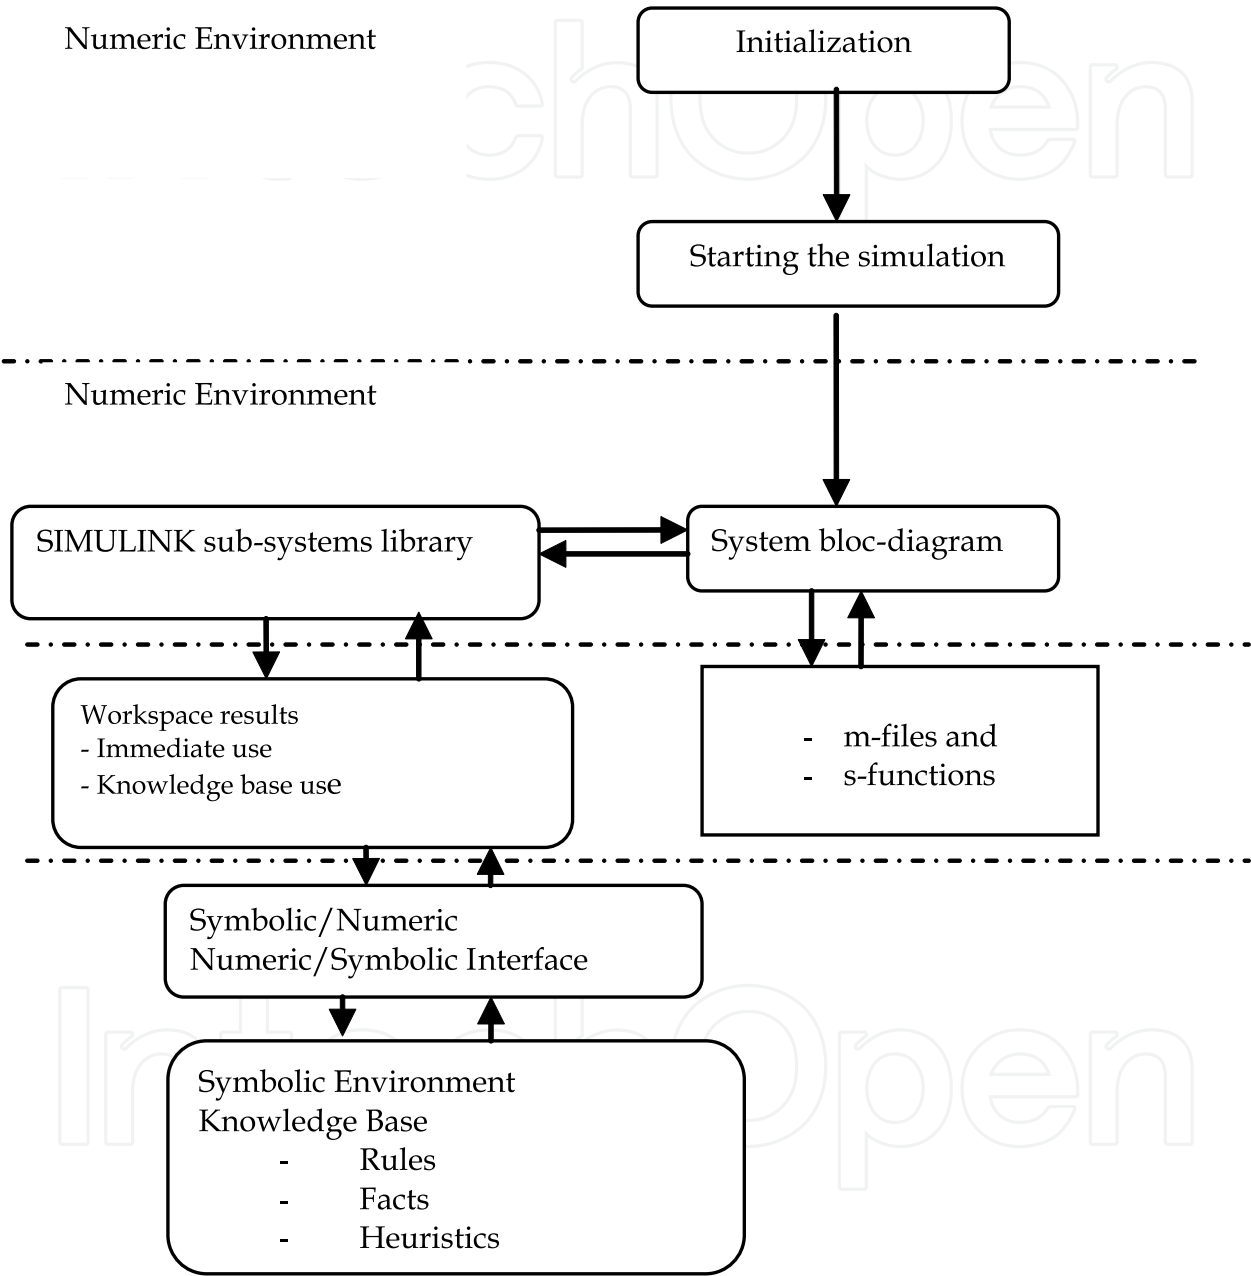 Numeric Environment
Initialization
Starting the simulation
Numeric Environment
SIMULINK sub-systems library
System bloc-diagram
Workspace results
- Immediate use
- Knowledge base use
- m-files and
- s-functions
Symbolic/Numeric
Numeric/Symbolic Interface
Symbolic Environment
Knowledge Base
- Rules
- Facts
- Heuristics
IntechOpen